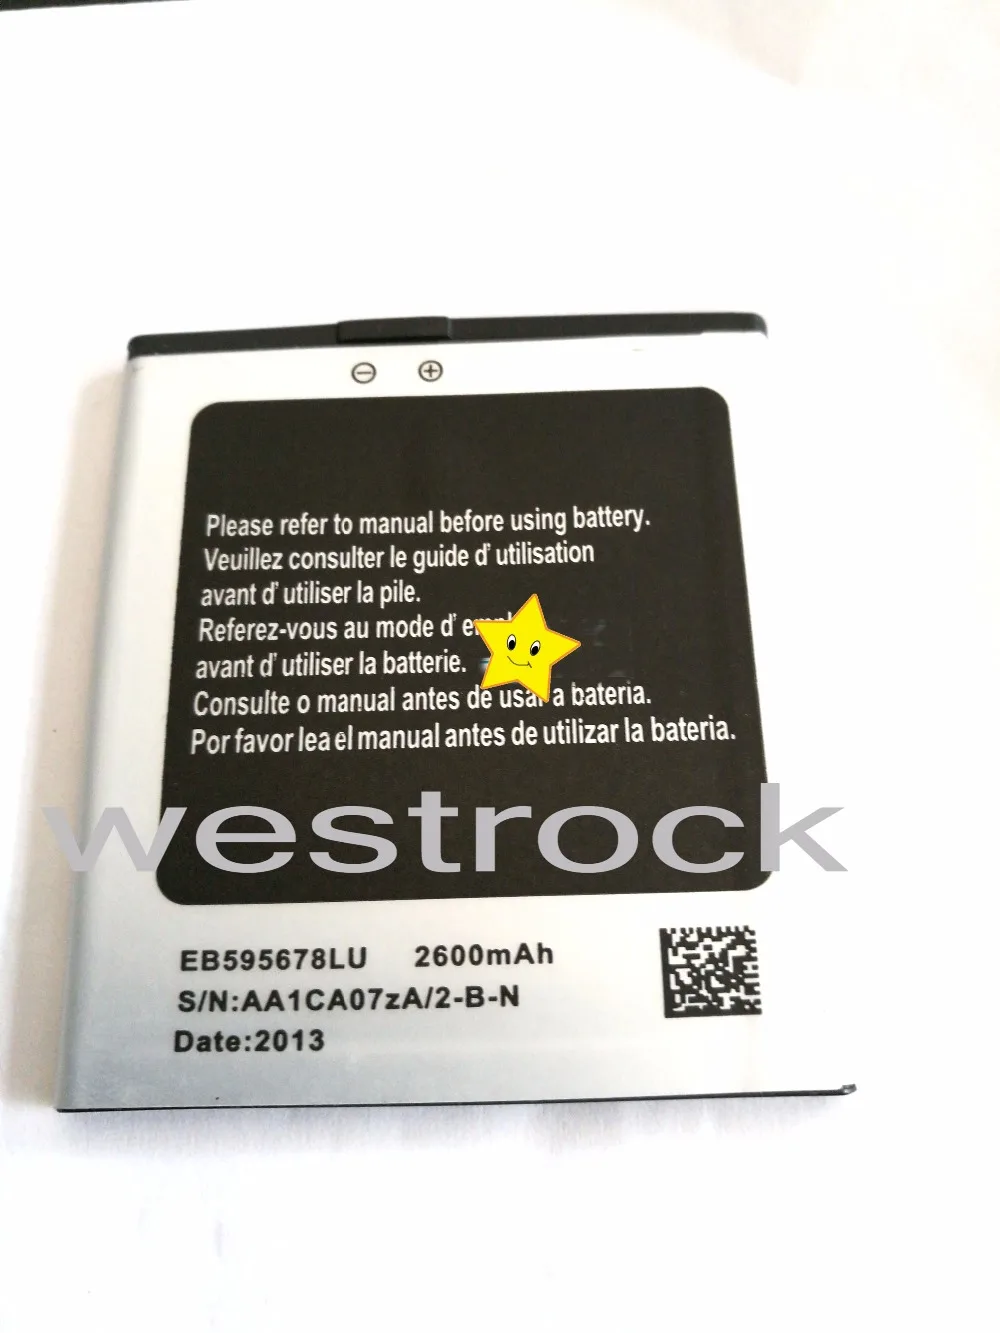 ⊖ ⊕
Please refer to manual before using battery.
Veuillez consulter le guide d' utilisation
avant d' utiliser la pile.
Referez-vous au mode d'
avant d' utiliser la batterie.
Consulte o manual antes de usar a bateria.
Por favor lea el manual antes de utilizar la bateria.
westrock
EB595678LU 2600mAh
S/N:AA1CA07zA/2-B-N
Date:2013